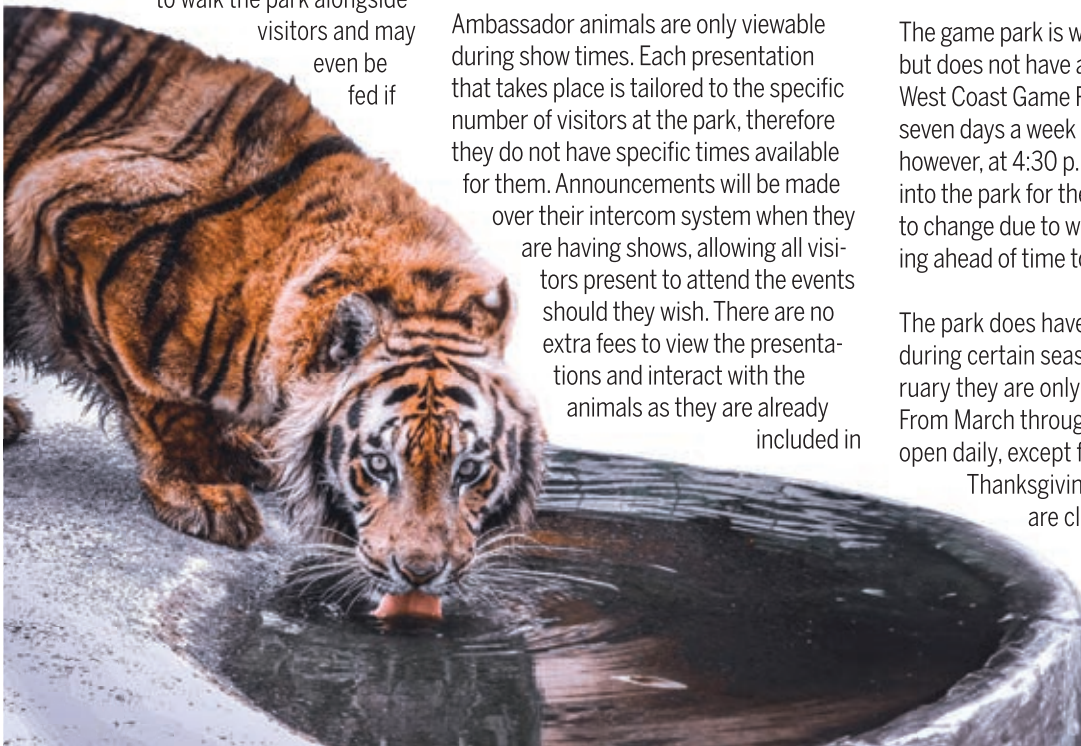 to walk the park alongside
visitors and may
even be
fed if
Ambassador animals are only viewable
during show times. Each presentation
that takes place is tailored to the specific
number of visitors at the park, therefore
they do not have specific times available
for them. Announcements will be made
over their intercom system when they
are having shows, allowing all visi-
tors present to attend the events
should they wish. There are no
extra fees to view the presenta-
tions and interact with the
animals as they are already
included in
The game park is
but does not have
West Coast Game
seven days a week
however, at 4:30
into the park for
to change due to
ing ahead of time
The park does have
during certain
ruary they are only
From March
open daily, except
are